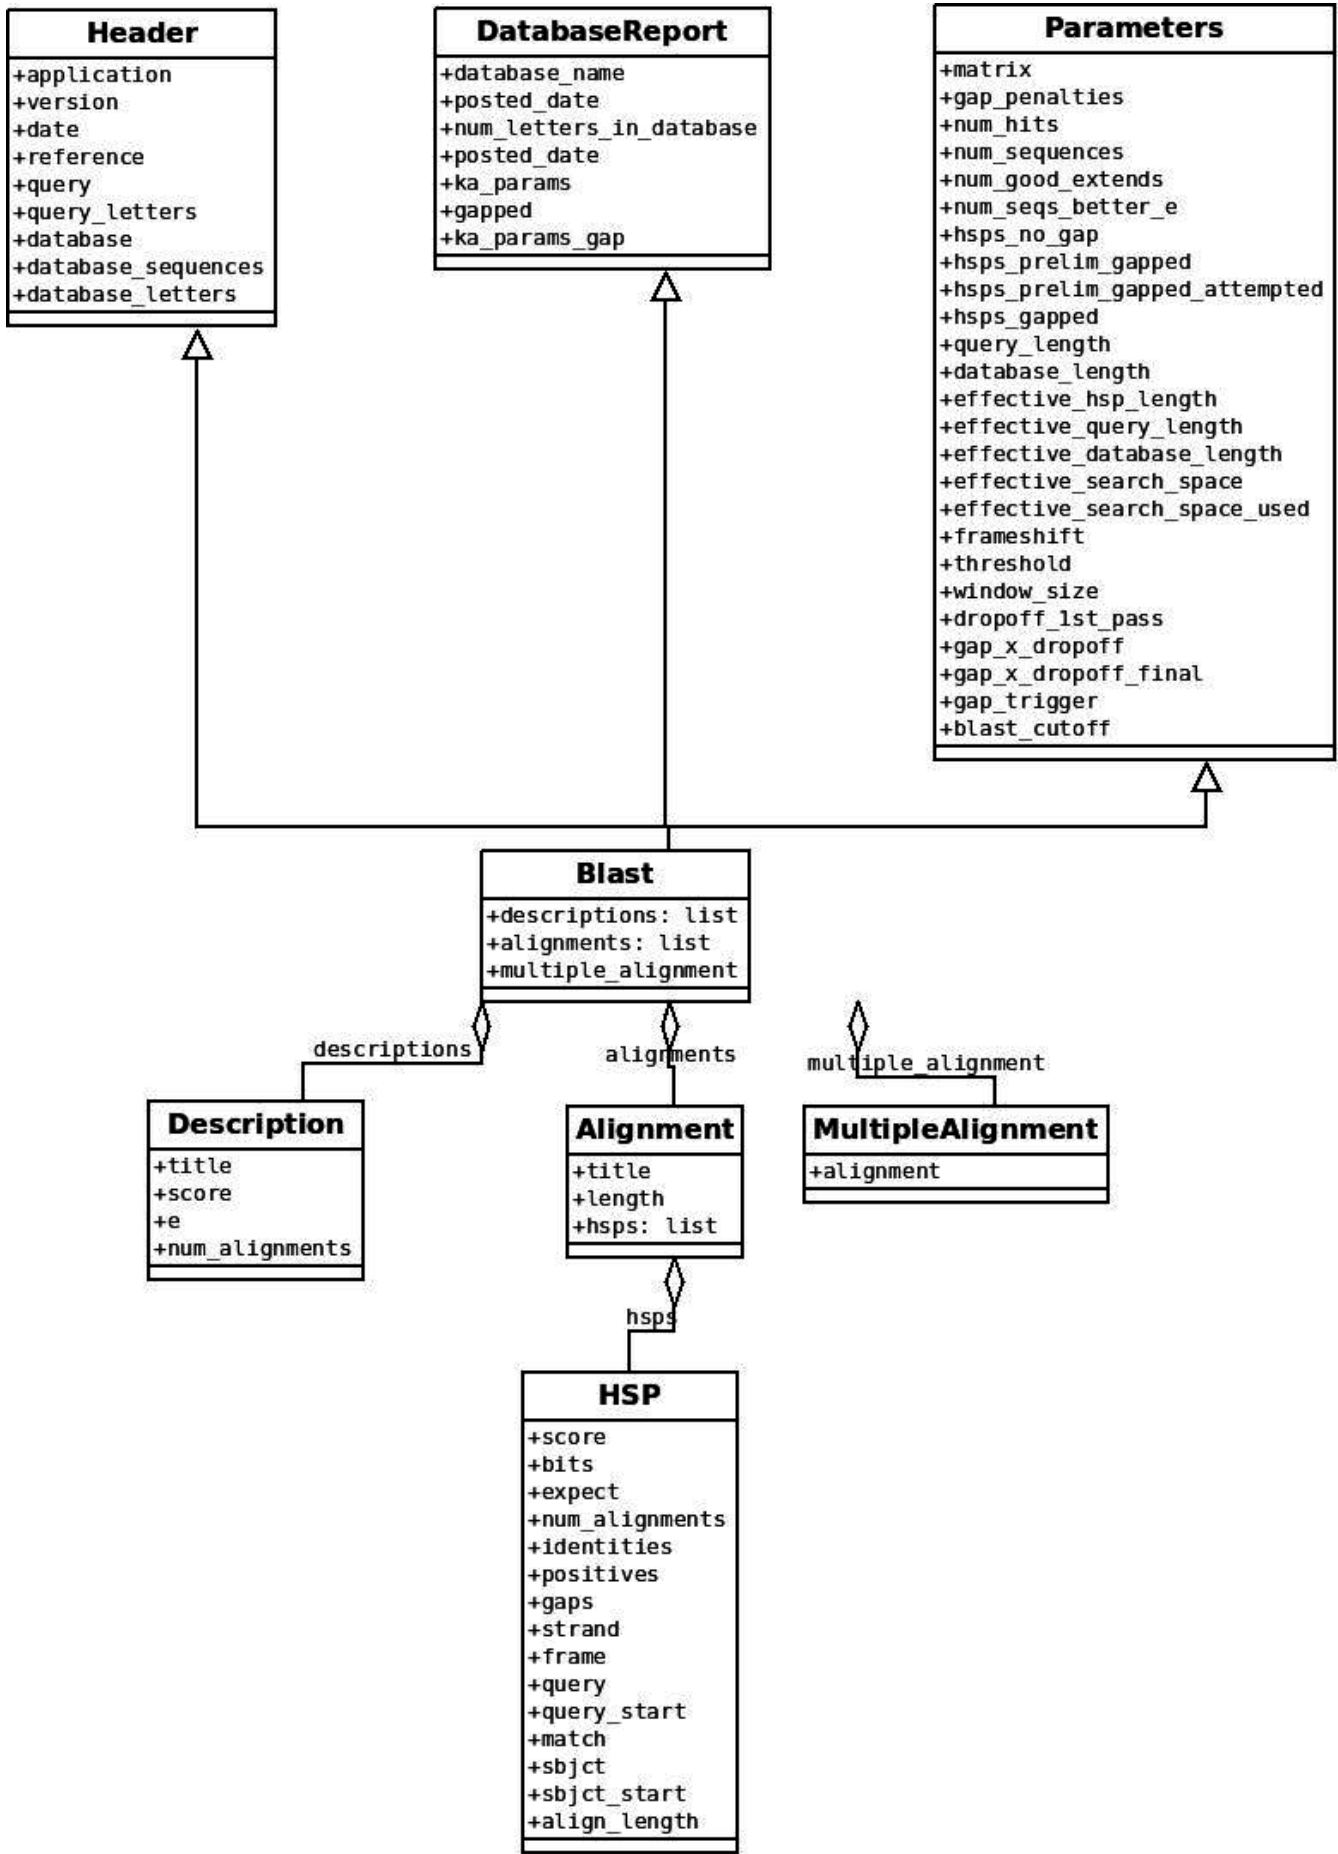 Header
+application
+version
+date
+reference
+query
+query_letters
+database
+database_sequences
+database_letters
DatabaseReport
+database_name
+posted_date
+num_letters_in_database
+posted_date
+ka_params
+gapped
+ka_params_gap
Parameters
+matrix
+gap_penalties
+num_hits
+num_sequences
+num_good_extends
+num_seqs_better_e
+hsps_no_gap
+hsps_prelim_gapped
+hsps_prelim_gapped_attempted
+hsps_gapped
+query_length
+database_length
+effective_hsp_length
+effective_query_length
+effective_database_length
+effective_search_space
+effective_search_space_used
+frameshift
+threshold
+window_size
+dropoff_1st_pass
+gap_x_dropoff
+gap_x_dropoff_final
+gap_trigger
+blast_cutoff
Blast
+descriptions: list
+alignments: list
+multiple_alignment
descriptions
alignments
multiple_alignment
Description
+title
+score
+e
+num_alignments
Alignment
+title
+length
+hsps: list
MultipleAlignment
+alignment
hsps
HSP
+score
+bits
+expect
+num_alignments
+identities
+positives
+gaps
+strand
+frame
+query
+query_start
+match
+sbjct
+sbjct_start
+align_length